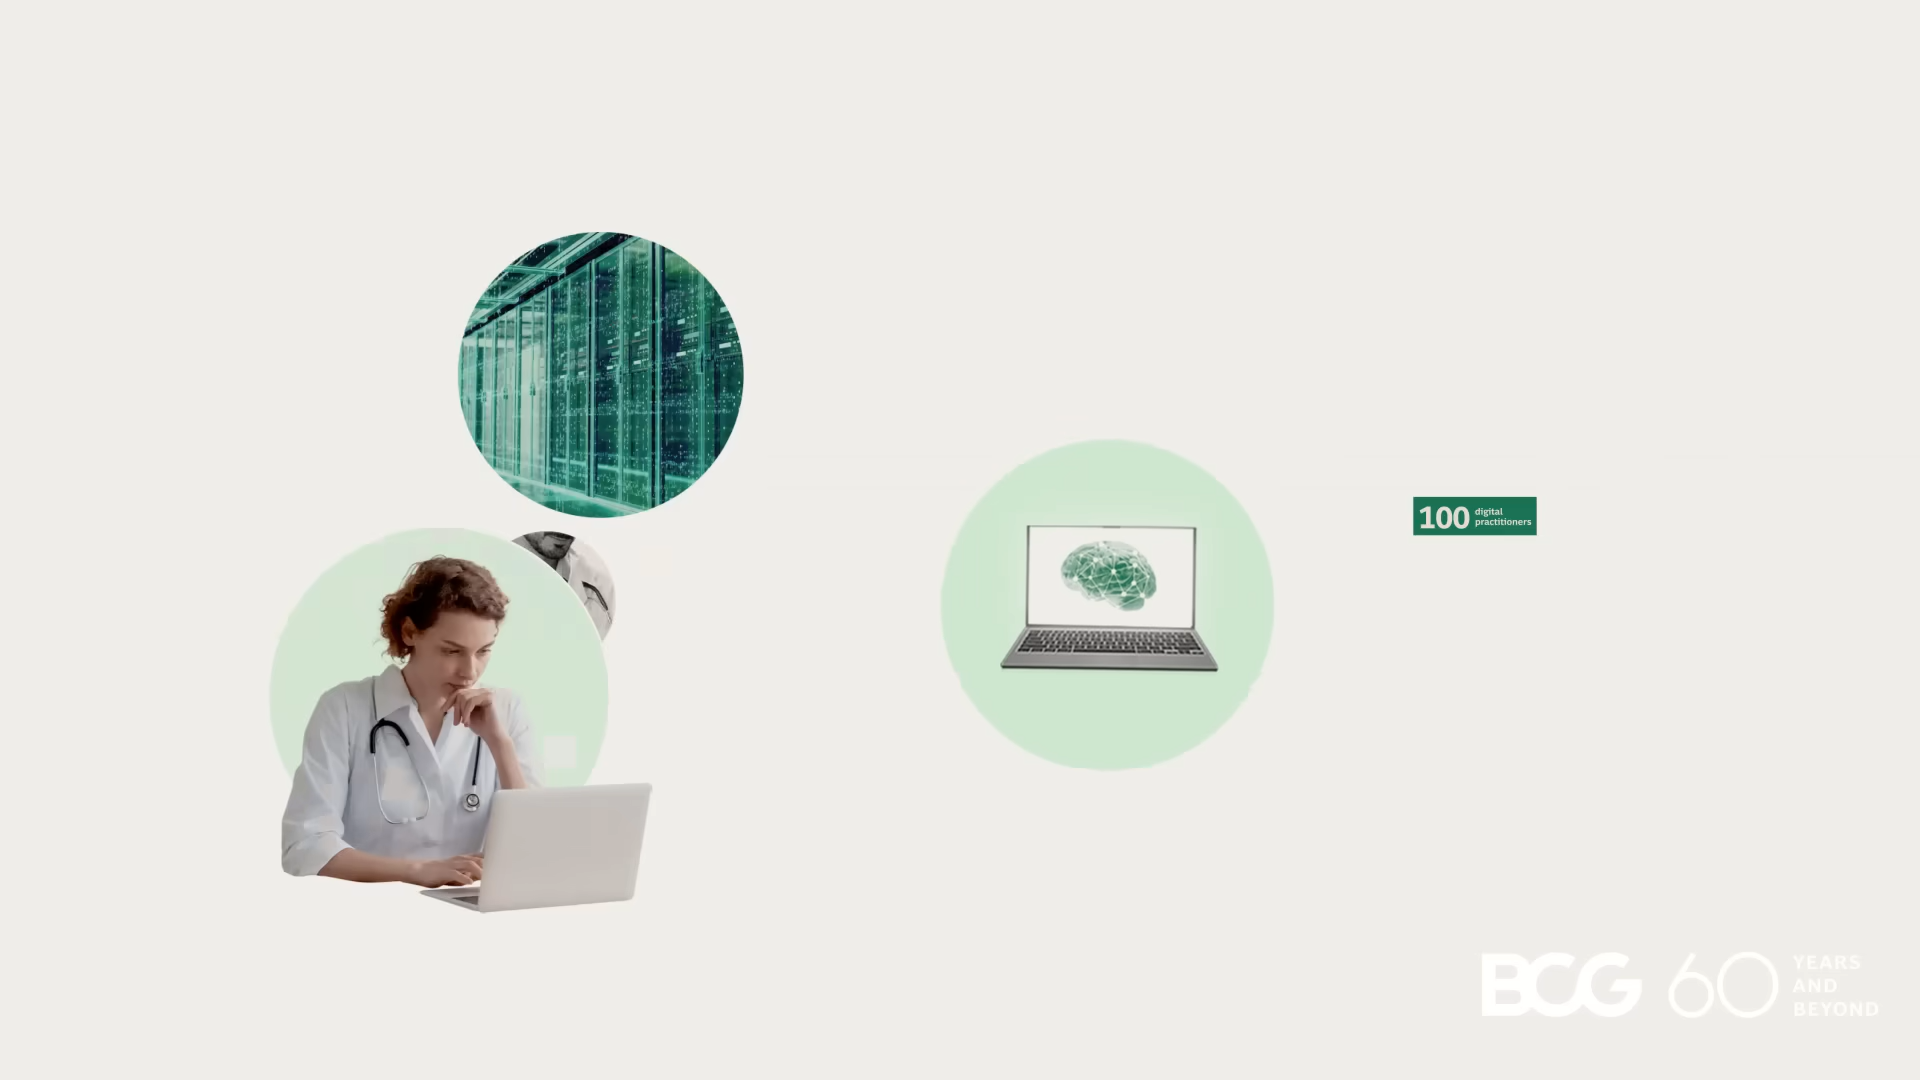 100 digital
practitioners
BCG 60 YEARS
AND
BEYOND